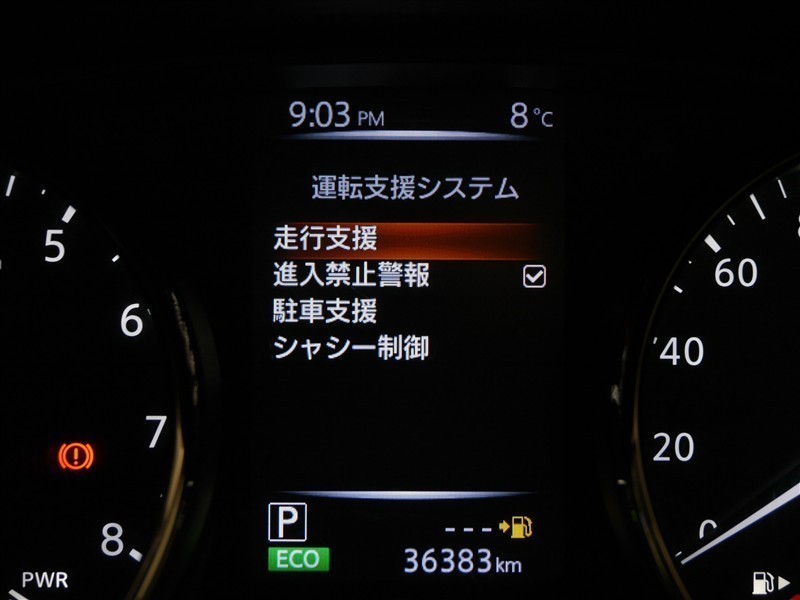 9:03 PM 8°C
運転支援システム
走行支援
進入禁止警報
駐車支援
シャシー制御
5
6
7
8
PWR
60
40
20
0
P
---
ECO
36383km